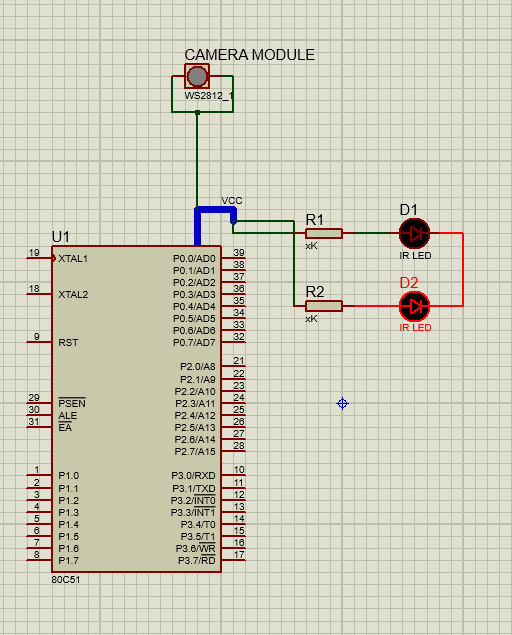 CAMERA MODULE
WS2812_1
VCC
R1
xK
D1
IR LED
R2
xK
D2
IR LED
U1
19 XTAL1
18 XTAL2
9 RST
29 PSEN
30 ALE
31 EA
1 P1.0
2 P1.1
3 P1.2
4 P1.3
5 P1.4
6 P1.5
7 P1.6
8 P1.7
P0.0/AD0 39
P0.1/AD1 38
P0.2/AD2 37
P0.3/AD3 36
P0.4/AD4 35
P0.5/AD5 34
P0.6/AD6 33
P0.7/AD7 32
P2.0/A8 21
P2.1/A9 22
P2.2/A10 23
P2.3/A11 24
P2.4/A12 25
P2.5/A13 26
P2.6/A14 27
P2.7/A15 28
P3.0/RXD 10
P3.1/TXD 11
P3.2/INT0 12
P3.3/INT1 13
P3.4/T0 14
P3.5/T1 15
P3.6/WR 16
P3.7/RD 17
80C51